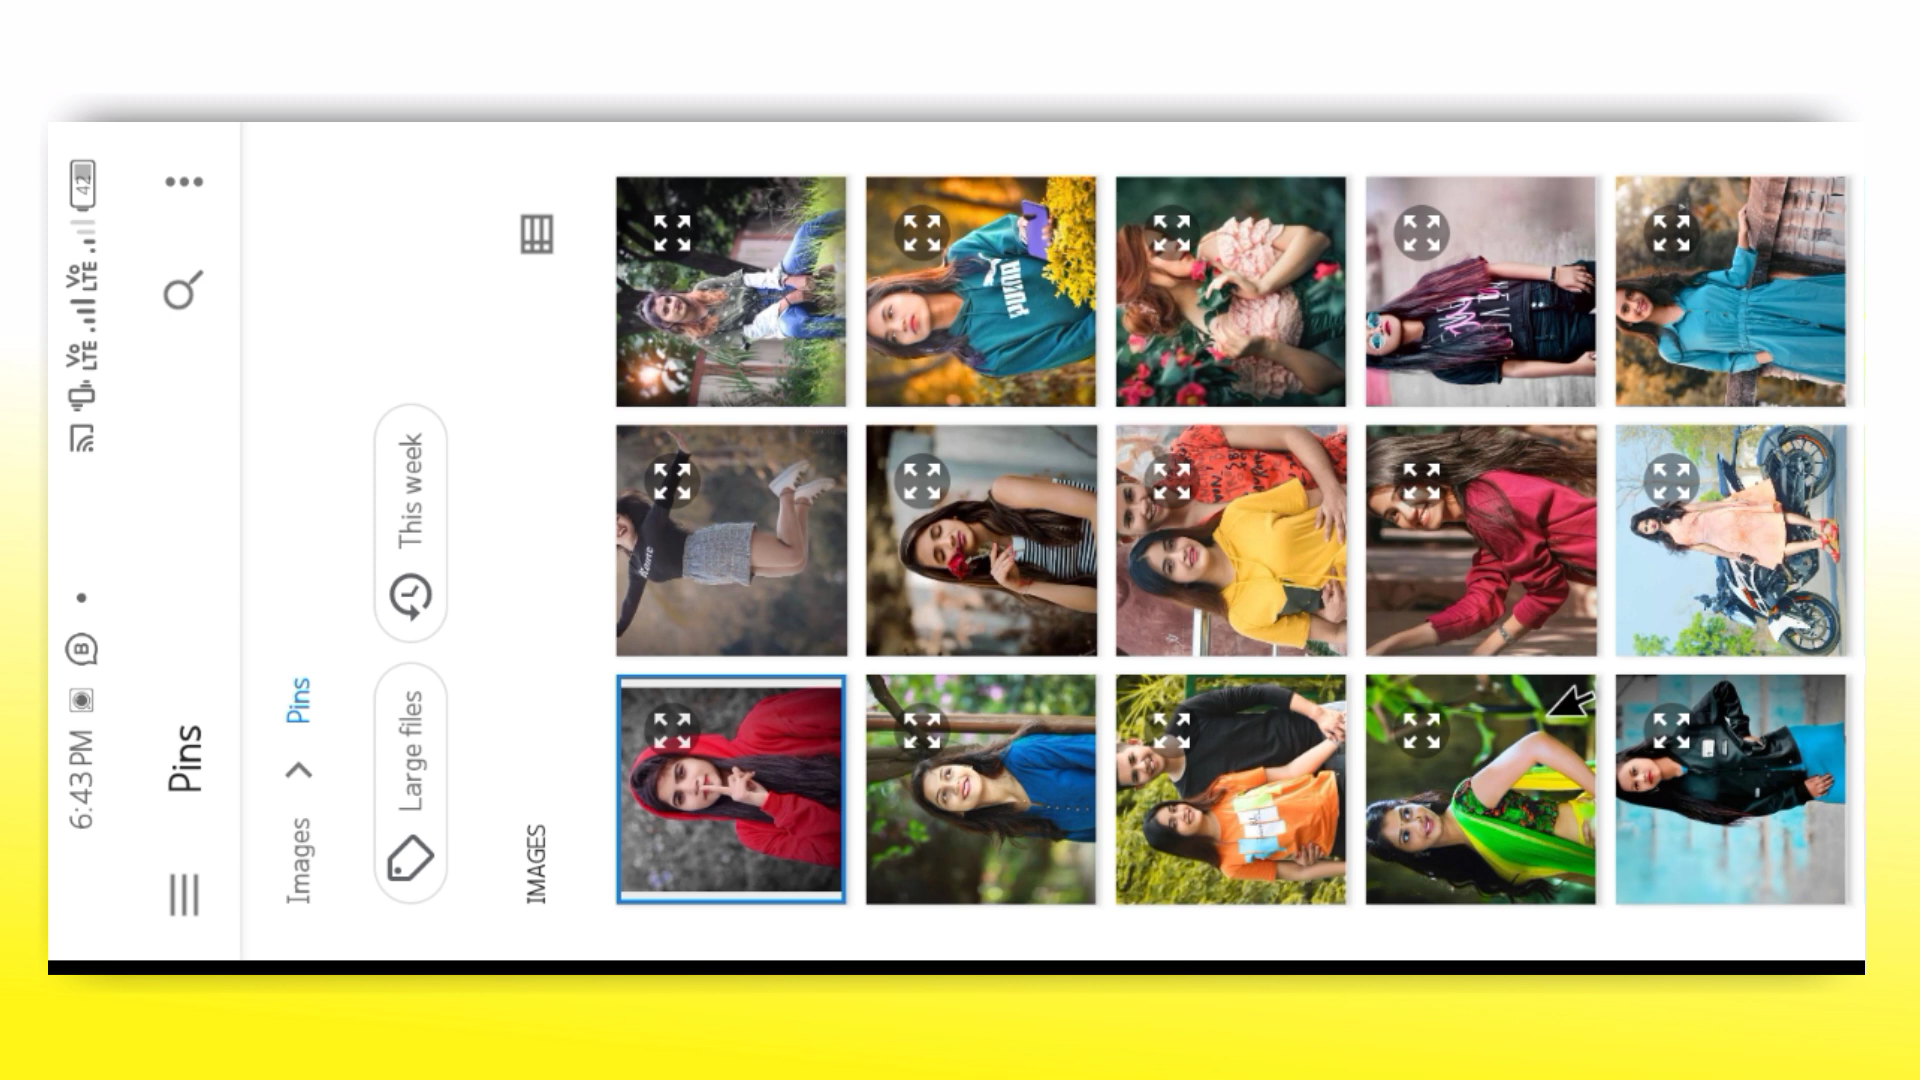 6:43 PM B Vo LTE Vo LTE 42
Pins
Images > Pins
Large files This week
IMAGES
PUMA